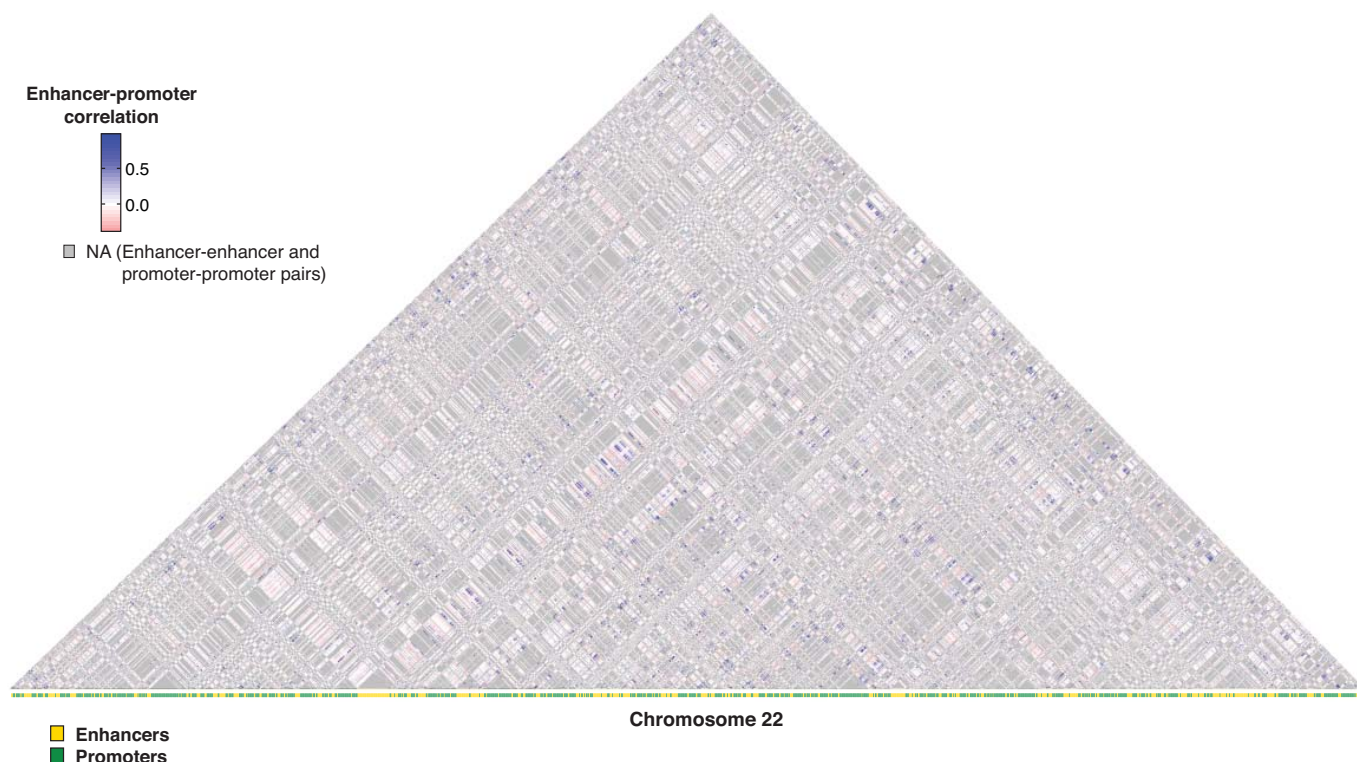 Enhancer-promoter
correlation
0.5
0.0
NA (Enhancer-enhancer and
promoter-promoter pairs)
Chromosome 22
Enhancers
Promoters